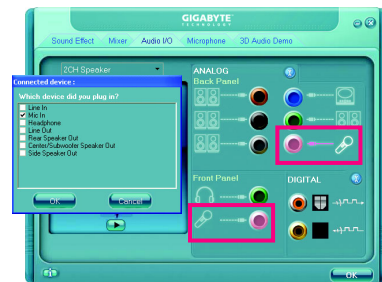 GIGABYTE
TECHNOLOGY
Sound Effect Mixer Audio I/O Microphone 3D Audio Demo
2CH Speaker
ANALOG
Back Panel
Connected device :
Which device did you plug in?
Line In
Mic In
Headphone
Line Out
Rear Speaker Out
Center/Subwoofer Speaker Out
Side Speaker Out
OK Cancel
Front Panel
DIGITAL
OK